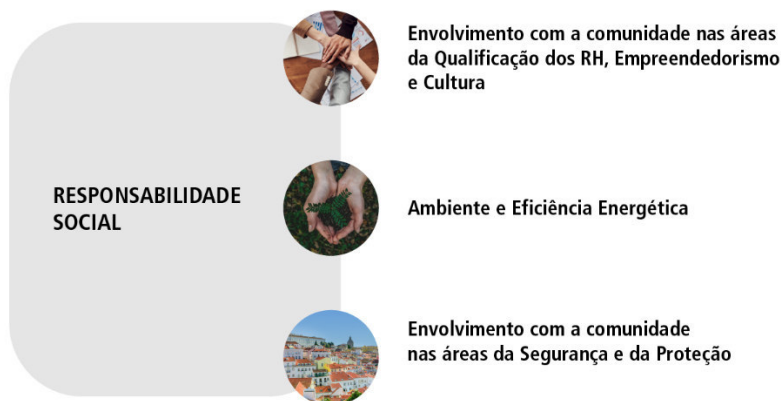 Envolvimento com a comunidade nas áreas
da Qualificação dos RH, Empreendedorismo
e Cultura
RESPONSABILIDADE
SOCIAL
Ambiente e Eficiência Energética
Envolvimento com a comunidade
nas áreas da Segurança e da Proteção